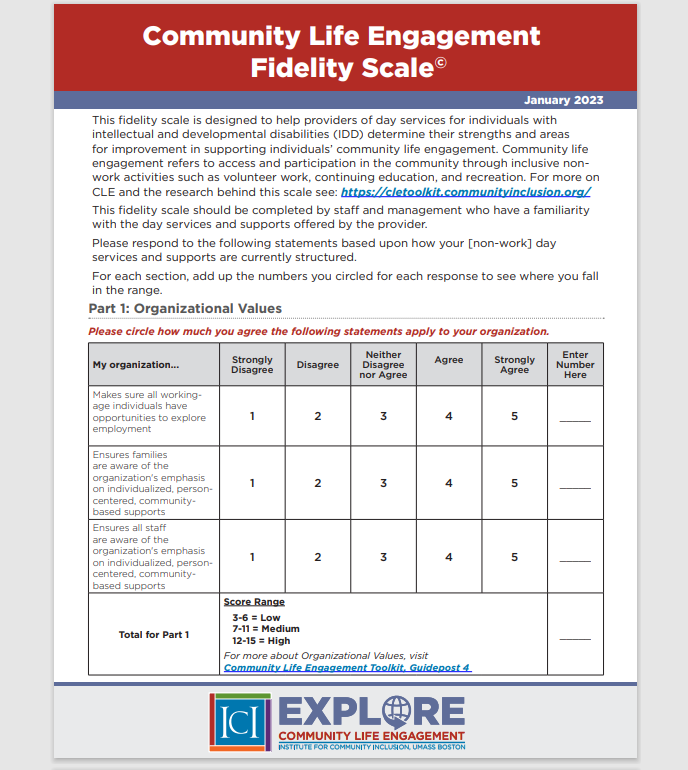 Community Life Engagement
Fidelity Scale©
January 2023
This fidelity scale is designed to help providers of day services for individuals with
intellectual and developmental disabilities (IDD) determine their strengths and areas
for improvement in supporting individuals' community life engagement. Community life
engagement refers to access and participation in the community through inclusive non-
work activities such as volunteer work, continuing education, and recreation. For more on
CLE and the research behind this scale see: https://cletoolkit.communityinclusion.org/
This fidelity scale should be completed by staff and management who have a familiarity
with the day services and supports offered by the provider.
Please respond to the following statements based upon how your [non-work] day
services and supports are currently structured.
For each section, add up the numbers you circled for each response to see where you fall
in the range.
Part 1: Organizational Values
Please circle how much you agree the following statements apply to your organization.
My organization...
Strongly
Disagree
Disagree
Neither
Disagree
nor Agree
Agree
Strongly
Agree
Enter
Number
Here
Makes sure all working-
age individuals have
opportunities to explore
employment
1 2 3 4 5
Ensures families
are aware of the
organization's emphasis
on individualized, person-
centered, community-
based supports
1 2 3 4 5
Ensures all staff
are aware of the
organization's emphasis
on individualized, person-
centered, community-
based supports
1 2 3 4 5
Total for Part 1
Score Range
3-6 = Low
7-11 = Medium
12-15 = High
For more about Organizational Values, visit
Community Life Engagement Toolkit, Guidepost 4
ICI
EXPLORE
COMMUNITY LIFE ENGAGEMENT
INSTITUTE FOR COMMUNITY INCLUSION, UMASS BOSTON